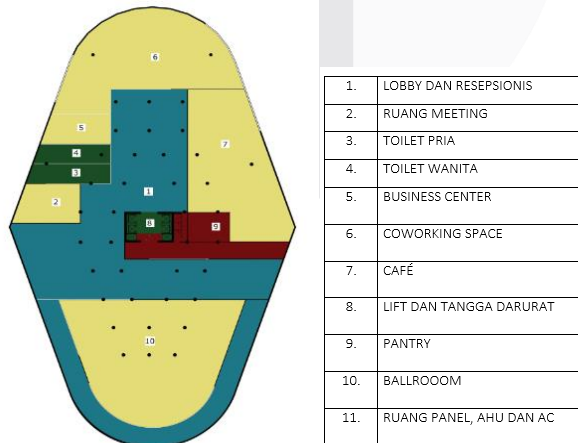 6
5
7
4
3
1
2
8
9
10
1. LOBBY DAN RESEPSIONIS
2. RUANG MEETING
3. TOILET PRIA
4. TOILET WANITA
5. BUSINESS CENTER
6. COWORKING SPACE
7. CAFÉ
8. LIFT DAN TANGGA DARURAT
9. PANTRY
10. BALLROOOM
11. RUANG PANEL, AHU DAN AC